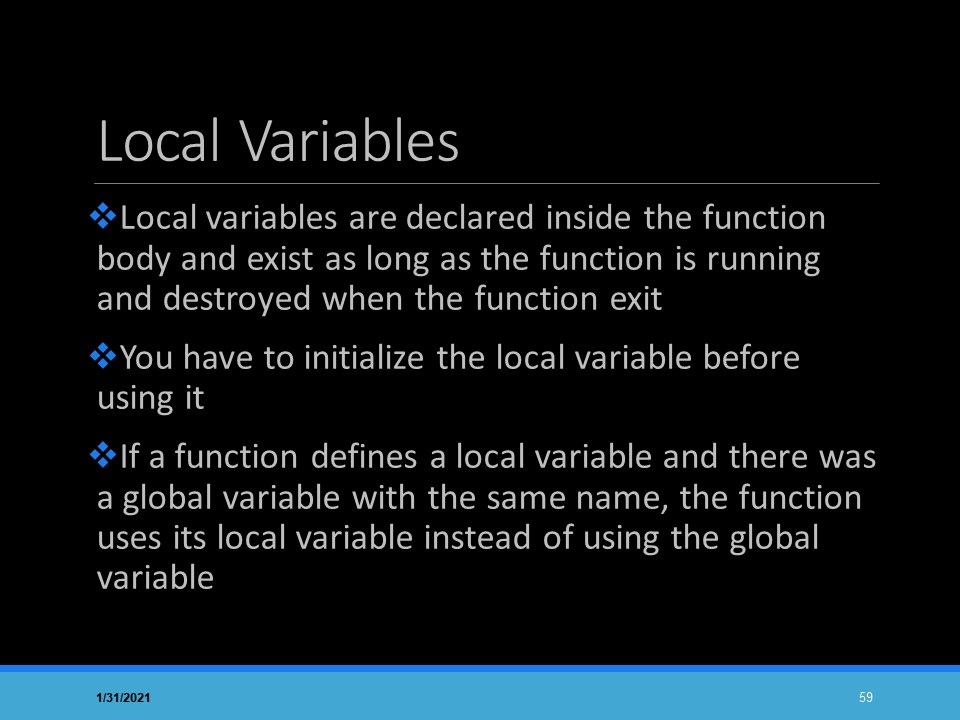 Local Variables
❖Local variables are declared inside the function
body and exist as long as the function is running
and destroyed when the function exit
❖You have to initialize the local variable before
using it
❖If a function defines a local variable and there was
a global variable with the same name, the function
uses its local variable instead of using the global
variable
1/31/2021
59